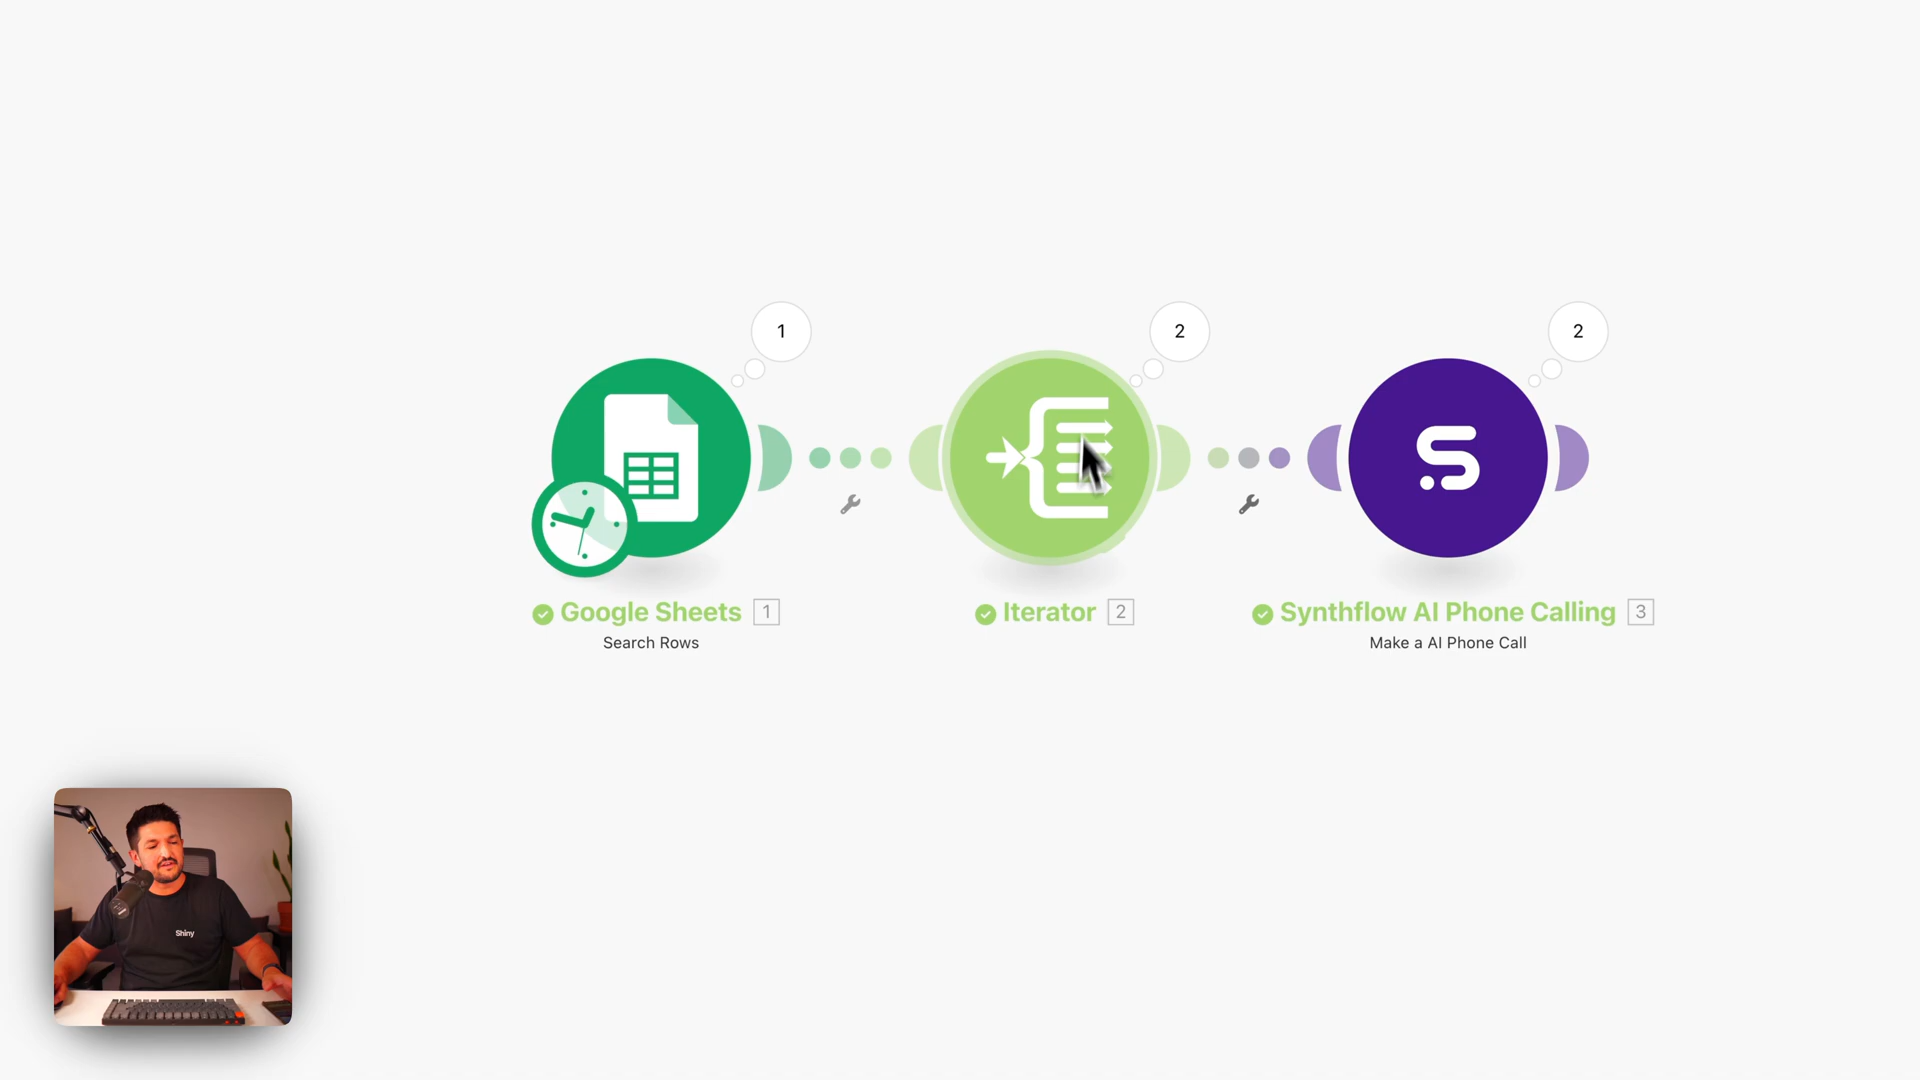 1
2
2
Google Sheets 1
Search Rows
Iterator 2
Synthflow AI Phone Calling 3
Make a AI Phone Call
Shiny